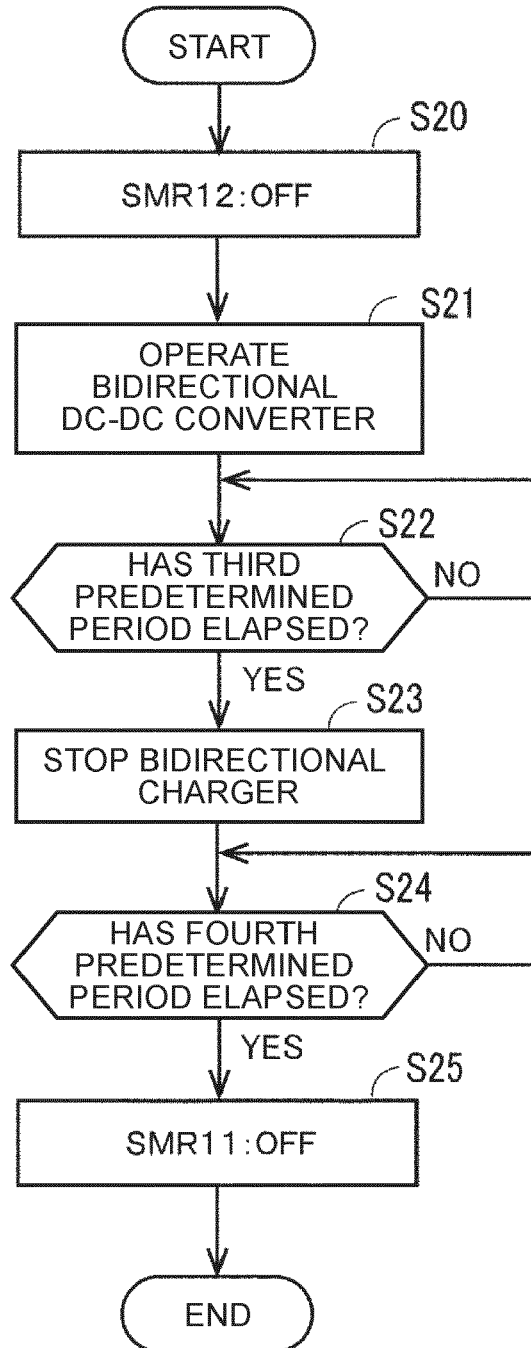 START
S20
SMR12:OFF
S21
OPERATE
BIDIRECTIONAL
DC-DC CONVERTER
S22
HAS THIRD
PREDETERMINED
PERIOD ELAPSED?
NO
YES
S23
STOP BIDIRECTIONAL
CHARGER
S24
HAS FOURTH
PREDETERMINED
PERIOD ELAPSED?
NO
YES
S25
SMR11:OFF
END